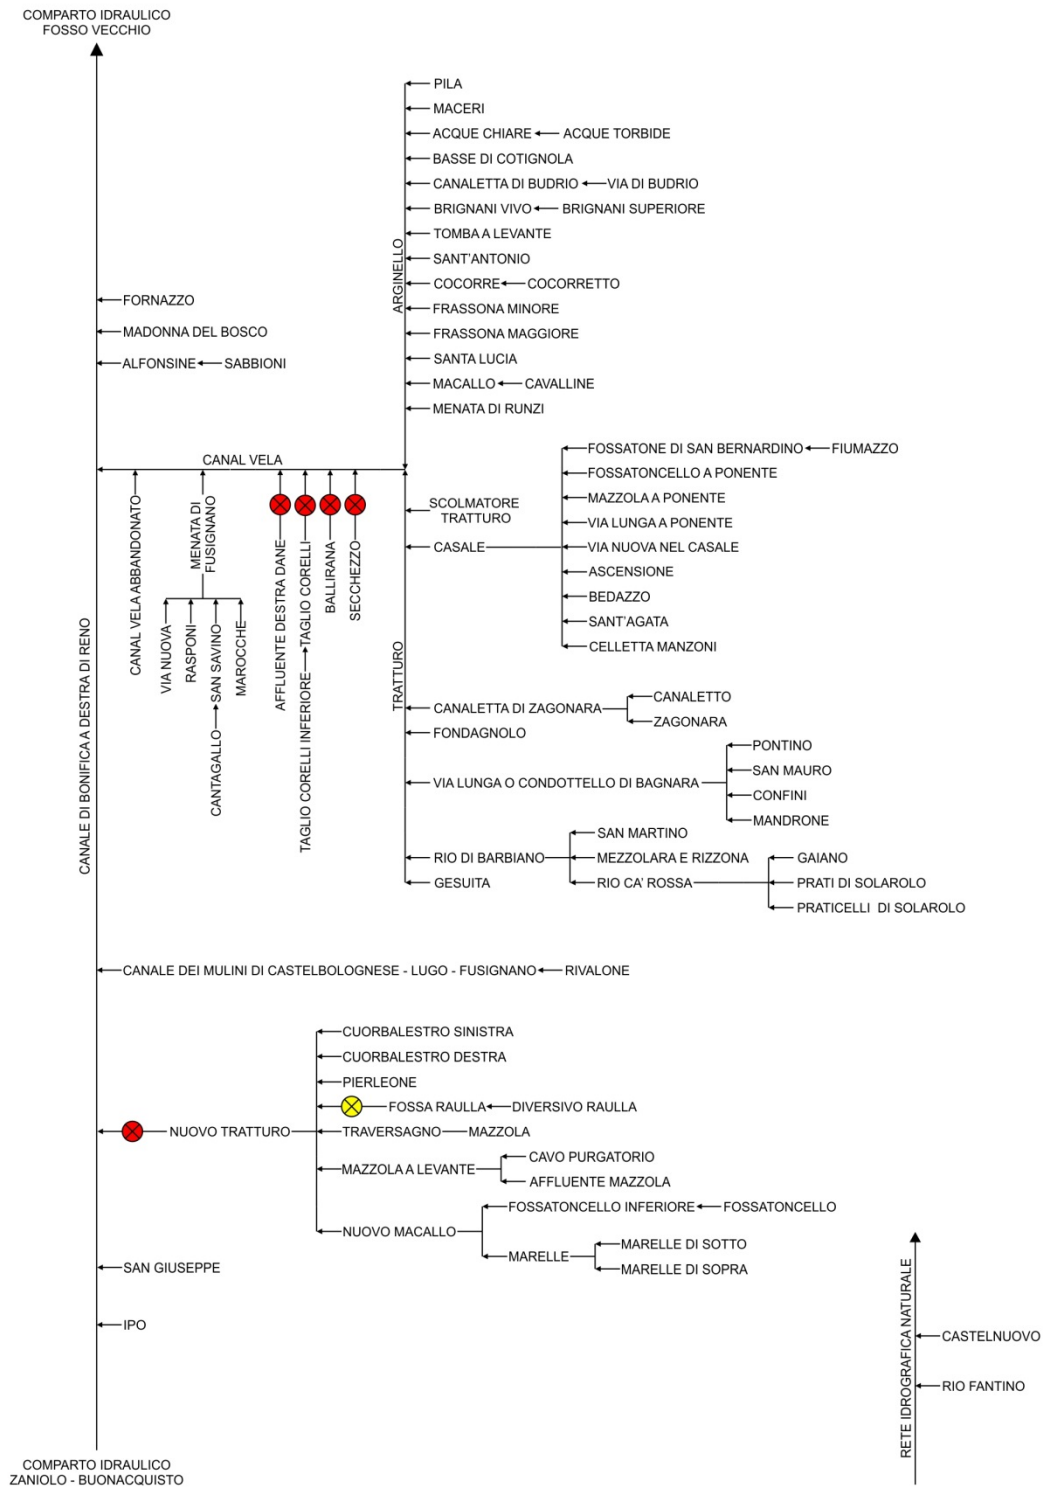 COMPARTO IDRAULICO
FOSSO VECCHIO
PILA
MACERI
ACQUE CHIARE
ACQUE TORBIDE
BASSE DI COTIGNOLA
CANALETTA DI BUDRIO
VIA DI BUDRIO
BRIGNANI VIVO
BRIGNANI SUPERIORE
TOMBA A LEVANTE
SANT'ANTONIO
COCORRE
COCORRETTO
FRASSONA MINORE
FRASSONA MAGGIORE
SANTA LUCIA
MACALLO
CAVALLINE
MENATA DI RUNZI
ARGINELLO
FORNAZZO
MADONNA DEL BOSCO
ALFONSINE
SABBIONI
CANAL VELA
CANAL VELA ABBANDONATO
MENATA DI
FUSIGNANO
VIA NUOVA
RASPONI
SAN SAVINO
CANTAGALLO
MAROCCHE
AFFLUENTE DESTRA DANE
TAGLIO CORELLI
TAGLIO CORELLI INFERIORE
BALLIRANA
SECCHEZZO
TRATTURO
SCOLMATORE
TRATTURO
CASALE
FOSSATONE DI SAN BERNARDINO
FIUMAZZO
FOSSATONCELLO A PONENTE
MAZZOLA A PONENTE
VIA LUNGA A PONENTE
VIA NUOVA NEL CASALE
ASCENSIONE
BEDAZZO
SANT'AGATA
CELLETTA MANZONI
CANALETTA DI ZAGONARA
CANALETTO
ZAGONARA
FONDAGNOLO
VIA LUNGA O CONDOTTELLO DI BAGNARA
PONTINO
SAN MAURO
CONFINI
MANDRONE
RIO DI BARBIANO
SAN MARTINO
MEZZOLARA E RIZZONA
RIO CA' ROSSA
GAIANO
PRATI DI SOLAROLO
PRATICELLI DI SOLAROLO
GESUITA
CANALE DI BONIFICA A DESTRA DI RENO
CANALE DEI MULINI DI CASTELBOLOGNESE - LUGO - FUSIGNANO
RIVALONE
CUORBALESTRO SINISTRA
CUORBALESTRO DESTRA
PIERLEONE
FOSSA RAULLA
DIVERSIVO RAULLA
NUOVO TRATTURO
TRAVERSAGNO
MAZZOLA
MAZZOLA A LEVANTE
CAVO PURGATORIO
AFFLUENTE MAZZOLA
NUOVO MACALLO
FOSSATONCELLO INFERIORE
FOSSATONCELLO
MARELLE
MARELLE DI SOTTO
MARELLE DI SOPRA
SAN GIUSEPPE
IPO
RETE IDROGRAFICA NATURALE
CASTELNUOVO
RIO FANTINO
COMPARTO IDRAULICO
ZANIOLO - BUONACQUISTO